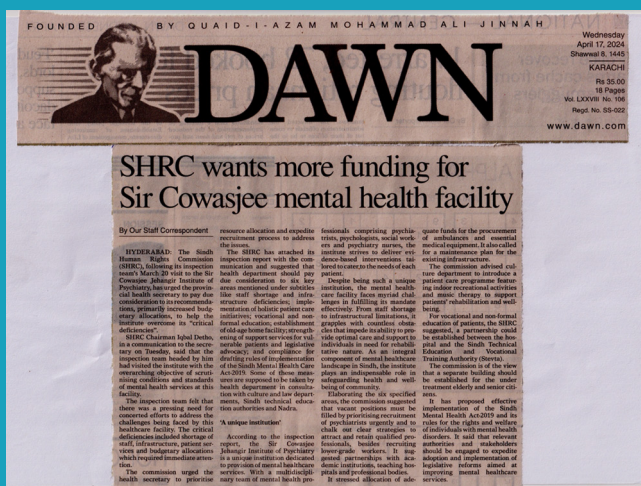 FOUNDED BY QUAID-I-AZAM MOHAMMAD ALI JINNAH
DAWN
Wednesday
April 17, 2024
Shawwal 8, 1445
KARACHI
Rs 35.00
18 Pages
Vol. LXXVIII No. 106
Regd. No. SS-022
www.dawn.com
SHRC wants more funding for
Sir Cowasjee mental health facility
By Our Staff Correspondent
HYDERABAD: The Sindh
Human Rights Commission
(SHRC), following its inspection
team's March 20 visit to the Sir
Cowasjee Jehangir Institute of
Psychiatry, has urged the provin-
cial health secretary to pay due
consideration to its recommenda-
tions, primarily increased budg-
etary allocations, to help the
institute overcome its "critical
deficiencies".
SHRC Chairman Iqbal Detho,
in a communication to the secre-
tary on Tuesday, said that the
inspection team headed by him
had visited the institute with the
overarching objective of scruti-
nising conditions and standards
of mental health services at this
facility.
The inspection team felt that
there was a pressing need for
concerted efforts to address the
challenges being faced by this
healthcare facility. The critical
deficiencies included shortage of
staff, infrastructure, patient ser-
vices and budgetary allocations
which required immediate atten-
tion.
The commission urged the
health secretary to prioritise
resource allocation and expedite
recruitment process to address
the issues.
The SHRC has attached its
inspection report with the com-
munication and suggested that
health department should pay
due consideration to six key
areas mentioned under subtitles
like staff shortage and infra-
structure deficiencies; imple-
mentation of holistic patient care
initiatives; vocational and non-
formal education; establishment
of old-age home facility; strength-
ening of support services for vul-
nerable patients and legislative
advocacy; and compliance for
drafting rules of implementation
of the Sindh Mental Health Care
Act-2019. Some of these meas-
ures are supposed to be taken by
health department in consulta-
tion with culture and law depart-
ments, Sindh technical educa-
tion authorities and Nadra.
'A unique institution'
According to the inspection
report, the Sir Cowasjee
Jehangir Institute of Psychiatry
is a unique institution dedicated
to provision of mental healthcare
services. With a multidiscipli-
nary team of mental health pro-
fessionals comprising psychia-
trists, psychologists, social work-
ers and psychiatry nurses, the
institute strives to deliver evi-
dence-based interventions tai-
lored to cater to the needs of each
patient.
Despite being such a unique
institution, the mental health-
care facility faces myriad chal-
lenges in fulfilling its mandate
effectively. From staff shortage
to infrastructural limitations, it
grapples with countless obsta-
cles that impede its ability to pro-
vide optimal care and support to
individuals in need for rehabili-
tative nature. As an integral
component of mental healthcare
landscape in Sindh, the institute
plays an indispensable role in
safeguarding health and well-
being of community.
Elaborating the six specified
areas, the commission suggested
that vacant positions must be
filled by prioritising recruitment
of psychiatrists urgently and to
chalk out clear strategies to
attract and retain qualified pro-
fessionals, besides recruiting
lower-grade workers. It sug-
gested partnerships with aca-
demic institutions, teaching hos-
pitals and professional bodies.
It stressed allocation of ade-
quate funds for the procurement
of ambulances and essential
medical equipment. It also called
for a maintenance plan for the
existing infrastructure.
The commission advised cul-
ture department to introduce a
patient care programme featur-
ing indoor recreational activities
and music therapy to support
patients' rehabilitation and well-
being.
For vocational and non-formal
education of patients, the SHRC
suggested, a partnership could
be established between the hos-
pital and the Sindh Technical
Education and Vocational
Training Authority (Stevta).
The commission is of the view
that a separate building should
be established for the under
treatment elderly and senior citi-
zens.
It has proposed effective
implementation of the Sindh
Mental Health Act-2019 and its
rules for the rights and welfare
of individuals with mental health
disorders. It said that relevant
authorities and stakeholders
should be engaged to expedite
adoption and implementation of
legislative reforms aimed at
improving mental healthcare
services.